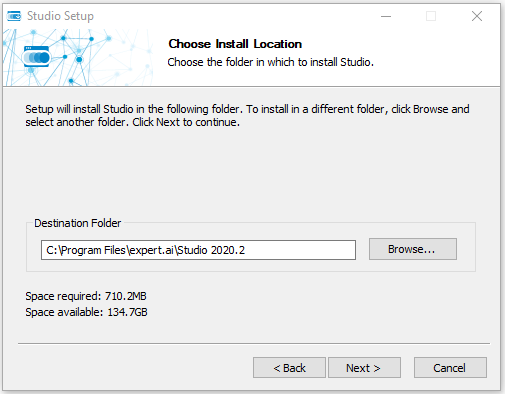 Studio Setup
Choose Install Location
Choose the folder in which to install Studio.
Setup will install Studio in the following folder. To install in a different folder, click Browse and
select another folder. Click Next to continue.
Destination Folder
C:\Program Files\expert.ai\Studio 2020.2
Browse...
Space required: 710.2MB
Space available: 134.7GB
< Back
Next >
Cancel